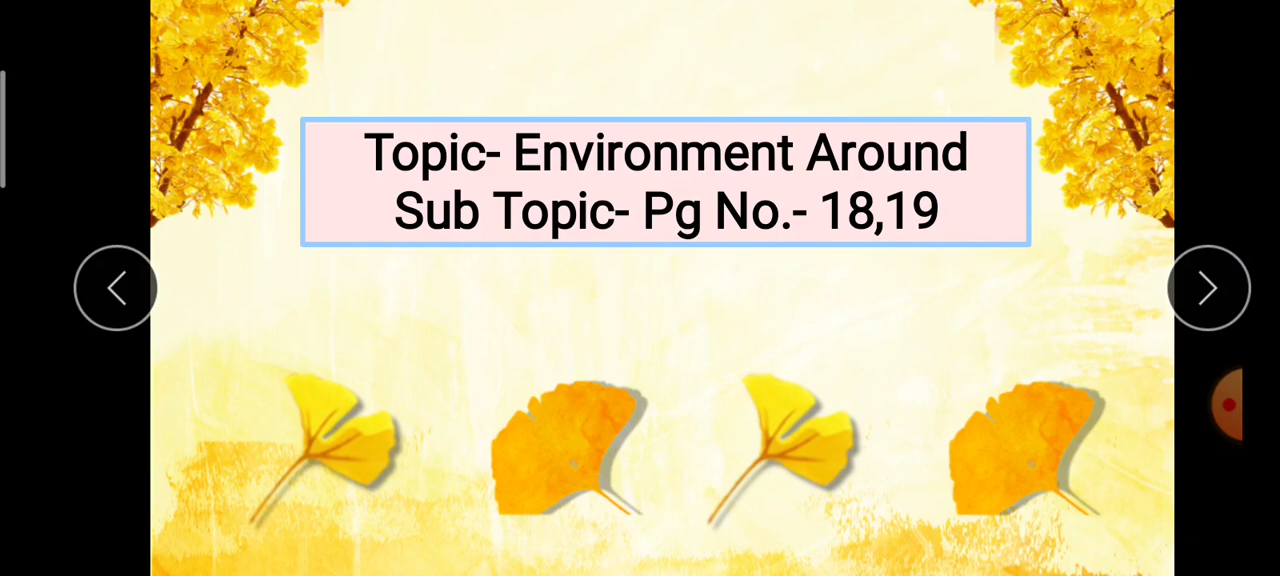 Topic- Environment Around
Sub Topic- Pg No.- 18,19